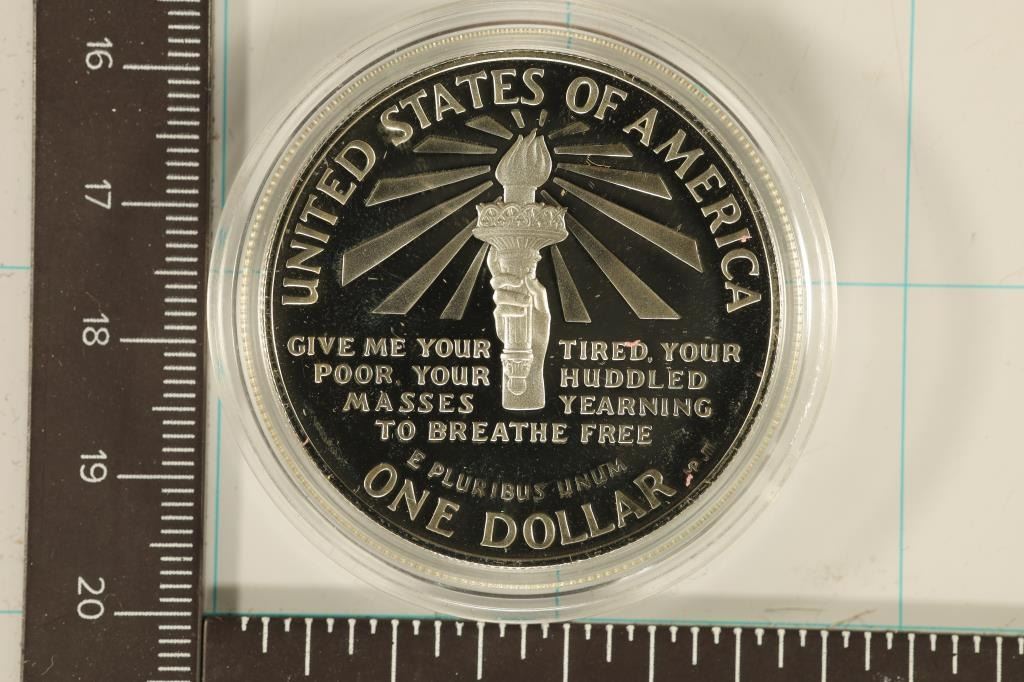 UNITED STATES OF AMERICA
GIVE ME YOUR TIRED, YOUR
POOR, YOUR HUDDLED
MASSES YEARNING
TO BREATHE FREE
E PLURIBUS UNUM
ONE DOLLAR
16
17
18
19
20